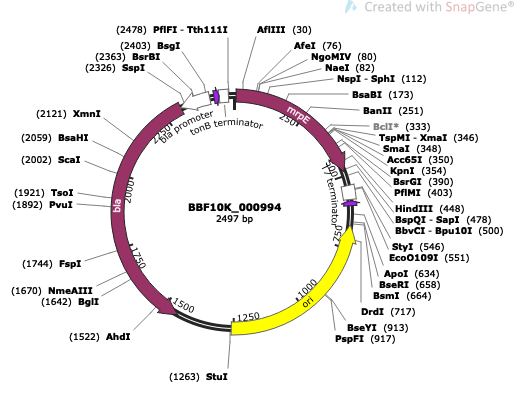 Created with SnapGene®
(2478) PflFI - Tth111I
AflIII (30)
(2403) BsgI
AfeI (76)
(2363) BsrBI
NgoMIV (80)
(2326) SspI
NaeI (82)
NspI - SphI (112)
BsaBI (173)
BanII (251)
(2121) XmnI
BclI* (333)
TspMI - XmaI (346)
(2059) BsaHI
SmaI (348)
(2002) ScaI
Acc65I (350)
KpnI (354)
BsrGI (390)
PflMI (403)
(1921) TsoI
(1892) PvuI
HindIII (448)
BspQI - SapI (478)
BbvCI - Bpu10I (500)
StyI (546)
EcoO109I (551)
(1744) FspI
ApoI (634)
BseRI (658)
BsmI (664)
(1670) NmeAIII
(1642) BglI
DrdI (717)
BseYI (913)
(1522) AhdI
PspFI (917)
(1263) StuI
bla promoter
tonB terminator
mrpE
T7 terminator
bla
ori
BBF10K_000994
2497 bp
250
500
750
1000
1250
1500
1750
2000
2250